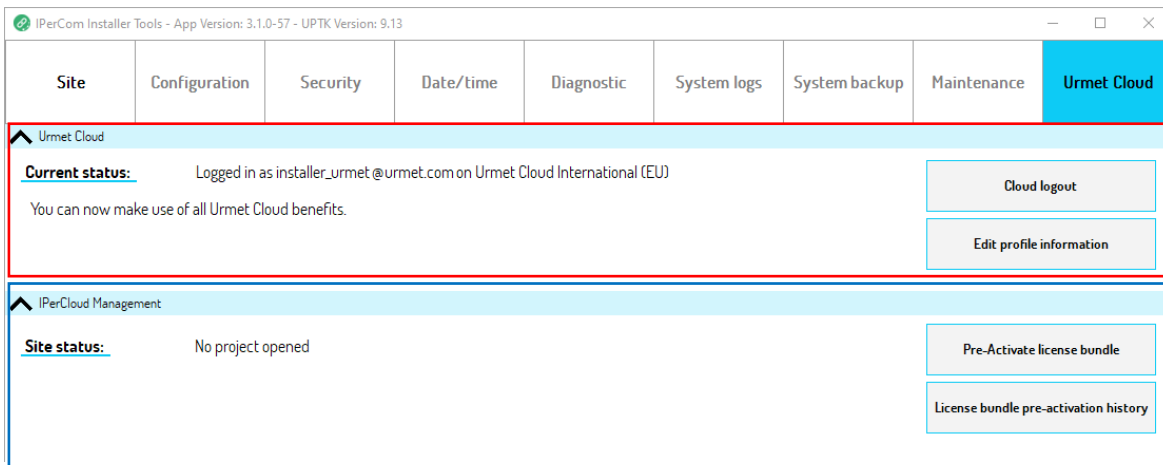 IPerCom Installer Tools - App Version: 3.1.0-57 - UPTK Version: 9.13
Site Configuration Security Date/time Diagnostic System logs System backup Maintenance Urmet Cloud
Urmet Cloud
Current status: Logged in as installer_urmet@urmet.com on Urmet Cloud International (EU)
Cloud logout
You can now make use of all Urmet Cloud benefits.
Edit profile information
IPerCloud Management
Site status: No project opened
Pre-Activate license bundle
License bundle pre-activation history